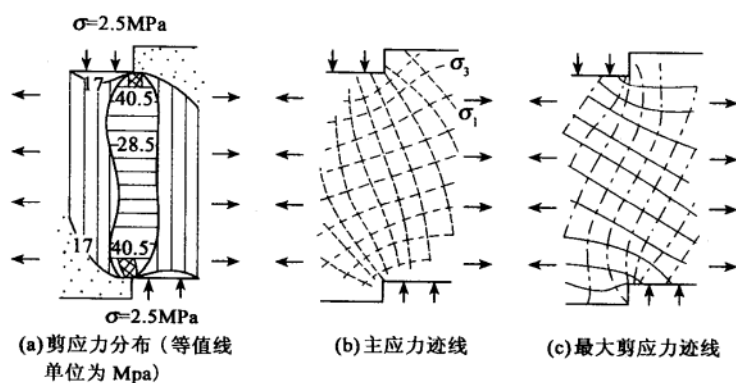 σ=2.5MPa
17
40.5
28.5
17
40.5
σ=2.5MPa
(a)剪应力分布（等值线
单位为 Mpa）
σ3
σ1
(b)主应力迹线
(c)最大剪应力迹线